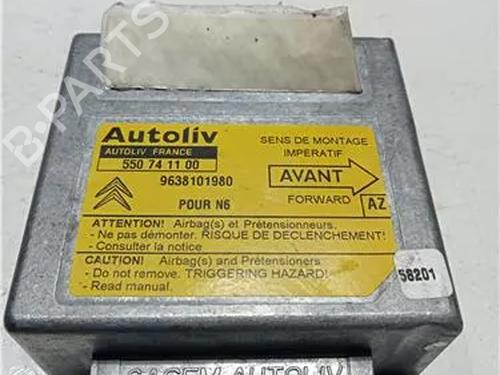 Autoliv
AUTOLIV FRANCE
550 74 11 00
9638101980
POUR N6
SENS DE MONTAGE
IMPERATIF
AVANT
FORWARD
AZ
ATTENTION! Airbag(s) et Prétensionneurs.
- Ne pas démonter. RISQUE DE DECLENCHEMENT!
- Consulter la notice
CAUTION! Airbag(s) and Pretensioners
- Do not remove. TRIGGERING HAZARD!
- Read manual.
58201
SAGEM AUTOLIV
B-PARTS